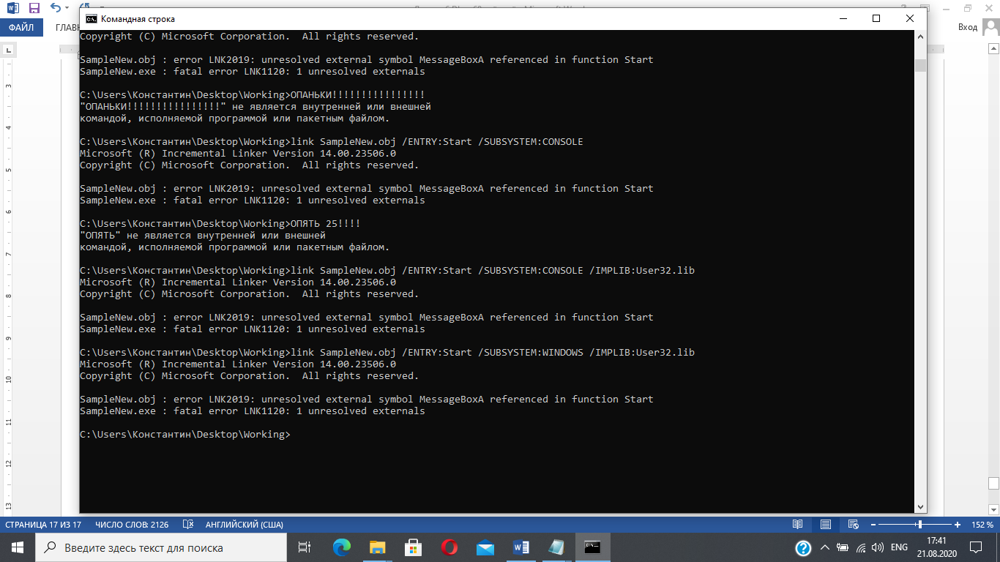 Командная строка
ФАЙЛ
Вход
Copyright (C) Microsoft Corporation.  All rights reserved.
SampleNew.obj : error LNK2019: unresolved external symbol MessageBoxA referenced in function Start
SampleNew.exe : fatal error LNK1120: 1 unresolved externals
C:\Users\Константин\Desktop\Working>ОПАНЬКИ!!!!!!!!!!!!!!!!
"ОПАНЬКИ!!!!!!!!!!!!!!!!" не является внутренней или внешней
командой, исполняемой программой или пакетным файлом.
C:\Users\Константин\Desktop\Working>link SampleNew.obj /ENTRY:Start /SUBSYSTEM:CONSOLE
Microsoft (R) Incremental Linker Version 14.00.23506.0
Copyright (C) Microsoft Corporation.  All rights reserved.
SampleNew.obj : error LNK2019: unresolved external symbol MessageBoxA referenced in function Start
SampleNew.exe : fatal error LNK1120: 1 unresolved externals
C:\Users\Константин\Desktop\Working>ОПЯТЬ 25!!!!
"ОПЯТЬ" не является внутренней или внешней
командой, исполняемой программой или пакетным файлом.
C:\Users\Константин\Desktop\Working>link SampleNew.obj /ENTRY:Start /SUBSYSTEM:CONSOLE /IMPLIB:User32.lib
Microsoft (R) Incremental Linker Version 14.00.23506.0
Copyright (C) Microsoft Corporation.  All rights reserved.
SampleNew.obj : error LNK2019: unresolved external symbol MessageBoxA referenced in function Start
SampleNew.exe : fatal error LNK1120: 1 unresolved externals
C:\Users\Константин\Desktop\Working>link SampleNew.obj /ENTRY:Start /SUBSYSTEM:WINDOWS /IMPLIB:User32.lib
Microsoft (R) Incremental Linker Version 14.00.23506.0
Copyright (C) Microsoft Corporation.  All rights reserved.
SampleNew.obj : error LNK2019: unresolved external symbol MessageBoxA referenced in function Start
SampleNew.exe : fatal error LNK1120: 1 unresolved externals
C:\Users\Константин\Desktop\Working>
3
4
5
6
7
8
9
10
11
12
13
СТРАНИЦА 17 ИЗ 17 ЧИСЛО СЛОВ: 2126 АНГЛИЙСКИЙ (США) 152 %
Введите здесь текст для поиска
ENG
17:41
21.08.2020